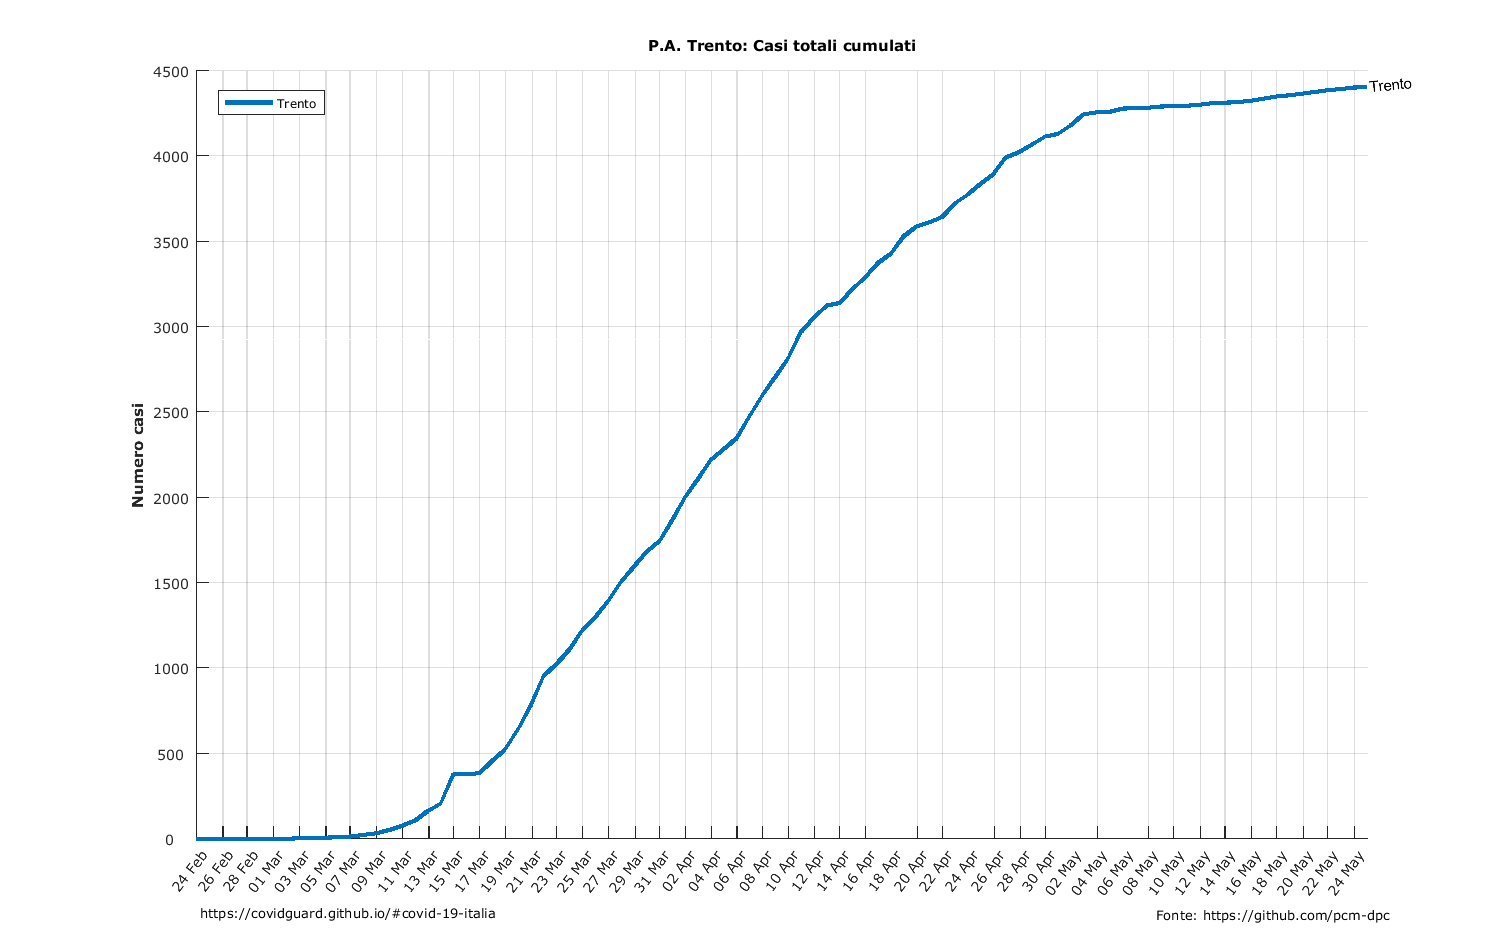 P.A. Trento: Casi totali cumulati
4500
4000
3500
3000
2500
2000
1500
1000
500
0
Numero casi
Trento
Trento
24 Feb
26 Feb
28 Feb
01 Mar
03 Mar
05 Mar
07 Mar
09 Mar
11 Mar
13 Mar
15 Mar
17 Mar
19 Mar
21 Mar
23 Mar
25 Mar
27 Mar
29 Mar
31 Mar
02 Apr
04 Apr
06 Apr
08 Apr
10 Apr
12 Apr
14 Apr
16 Apr
18 Apr
20 Apr
22 Apr
24 Apr
26 Apr
28 Apr
30 Apr
02 May
04 May
06 May
08 May
10 May
12 May
14 May
16 May
18 May
20 May
22 May
24 May
https://covidguard.github.io/#covid-19-italia
Fonte: https://github.com/pcm-dpc